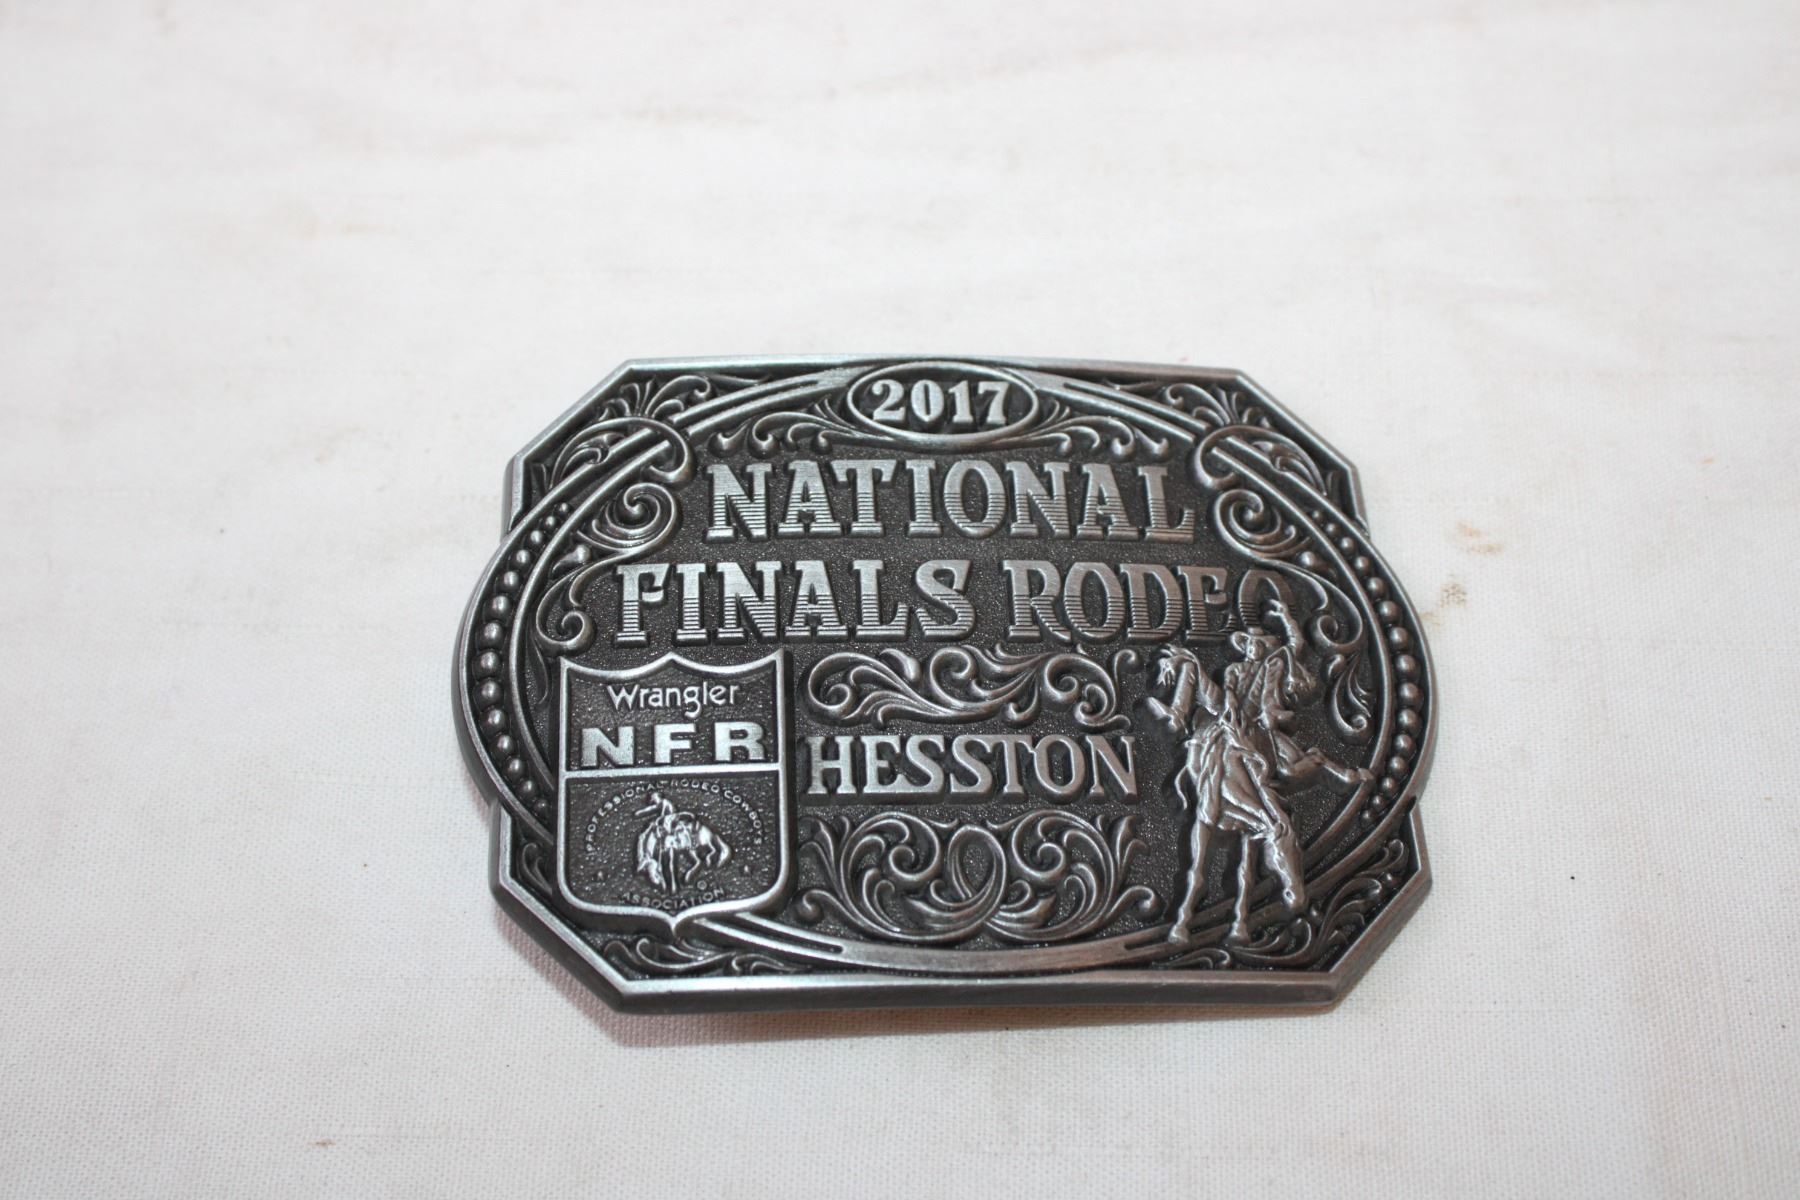 2017
NATIONAL
FINALS RODEO
Wrangler
NFR
HESSTON
PROFESSIONAL RODEO COWBOYS
ASSOCIATION